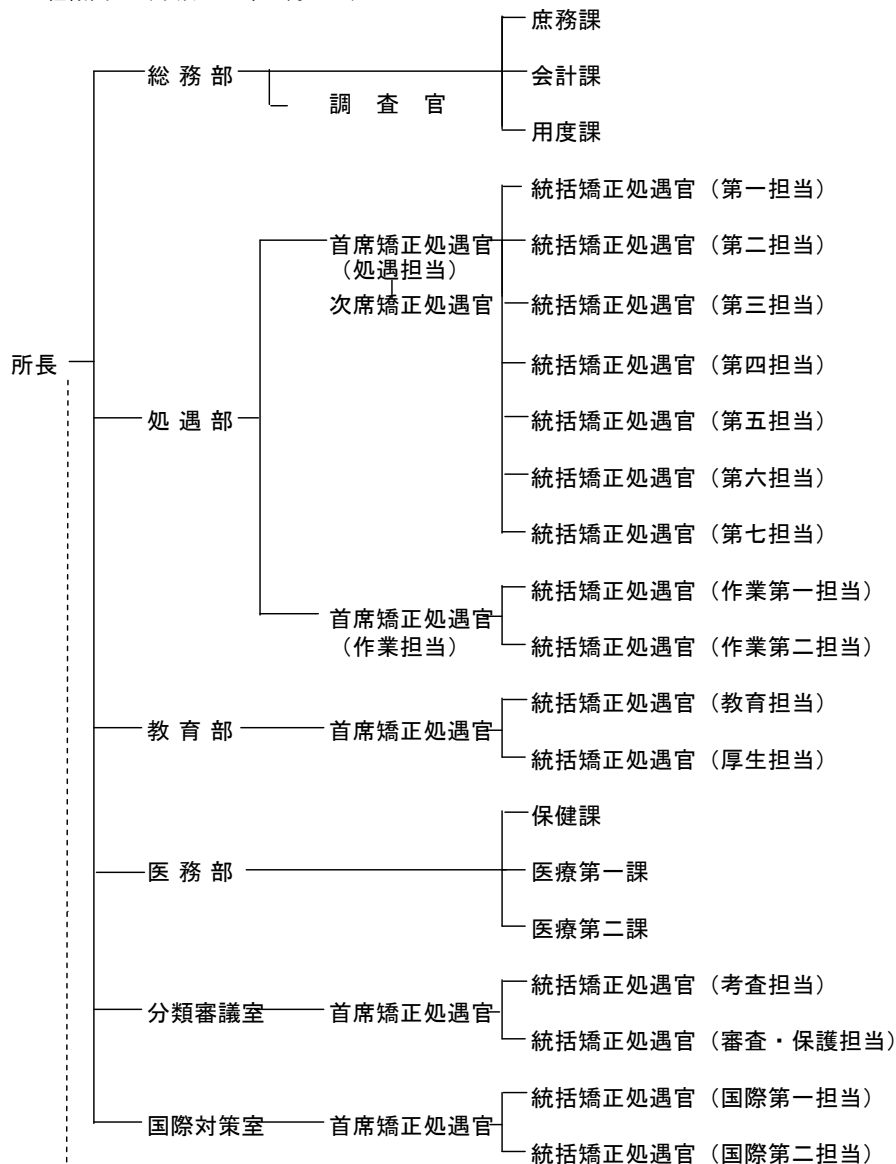 庶務課
総務部
会計課
調査官
用度課
統括矯正処遇官（第一担当）
首席矯正処遇官
（処遇担当）
統括矯正処遇官（第二担当）
次席矯正処遇官
統括矯正処遇官（第三担当）
所長
統括矯正処遇官（第四担当）
処遇部
統括矯正処遇官（第五担当）
統括矯正処遇官（第六担当）
統括矯正処遇官（第七担当）
統括矯正処遇官（作業第一担当）
首席矯正処遇官
（作業担当）
統括矯正処遇官（作業第二担当）
統括矯正処遇官（教育担当）
教育部
首席矯正処遇官
統括矯正処遇官（厚生担当）
保健課
医務部
医療第一課
医療第二課
統括矯正処遇官（考査担当）
分類審議室
首席矯正処遇官
統括矯正処遇官（審査・保護担当）
統括矯正処遇官（国際第一担当）
国際対策室
首席矯正処遇官
統括矯正処遇官（国際第二担当）